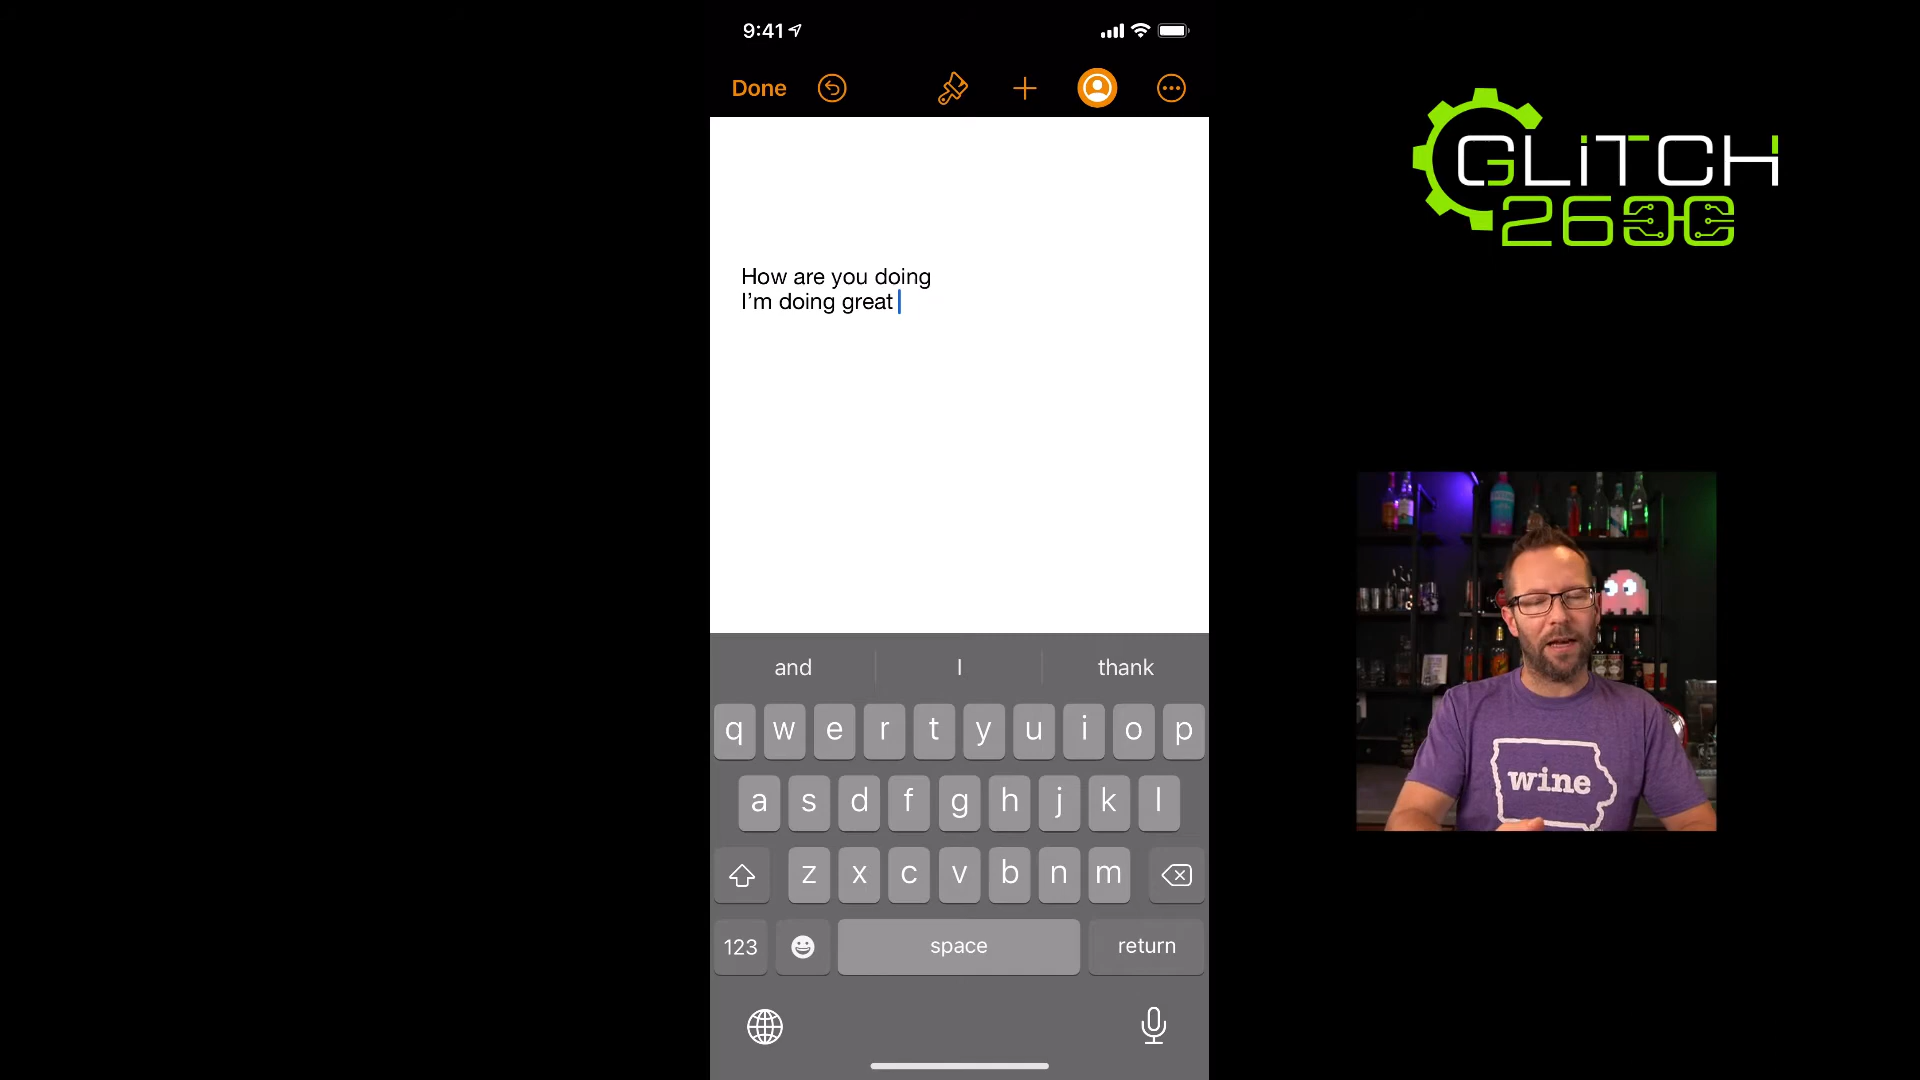 9:41
Done
How are you doing
I’m doing great
and I thank
q w e r t y u i o p
a s d f g h j k l
z x c v b n m
123 space return
GLiTCH
2600
wine